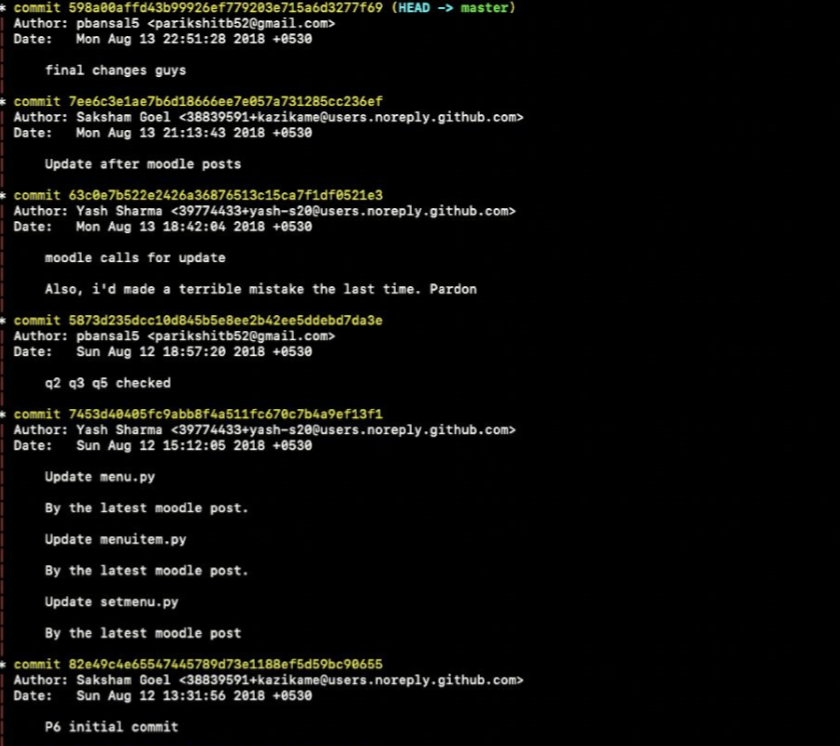 * commit 598a00affd43b99926ef779203e715a6d3277f69 (HEAD -> master)
| Author: pbansal5 <parikshitb52@gmail.com>
| Date:   Mon Aug 13 22:51:28 2018 +0530
|
|     final changes guys
|
* commit 7ee6c3e1ae7b6d18666ee7e057a731285cc236ef
| Author: Saksham Goel <38839591+kazikame@users.noreply.github.com>
| Date:   Mon Aug 13 21:13:43 2018 +0530
|
|     Update after moodle posts
|
* commit 63c0e7b522e2426a36876513c15ca7f1df0521e3
| Author: Yash Sharma <39774433+yash-s20@users.noreply.github.com>
| Date:   Mon Aug 13 18:42:04 2018 +0530
|
|     moodle calls for update
|
|     Also, i'd made a terrible mistake the last time. Pardon
|
* commit 5873d235dcc10d845b5e8ee2b42ee5ddebd7da3e
| Author: pbansal5 <parikshitb52@gmail.com>
| Date:   Sun Aug 12 18:57:20 2018 +0530
|
|     q2 q3 q5 checked
|
* commit 7453d40405fc9abb8f4a511fc670c7b4a9ef13f1
| Author: Yash Sharma <39774433+yash-s20@users.noreply.github.com>
| Date:   Sun Aug 12 15:12:05 2018 +0530
|
|     Update menu.py
|
|     By the latest moodle post.
|
|     Update menuitem.py
|
|     By the latest moodle post.
|
|     Update setmenu.py
|
|     By the latest moodle post
|
* commit 82e49c4e65547445789d73e1188ef5d59bc90655
| Author: Saksham Goel <38839591+kazikame@users.noreply.github.com>
| Date:   Sun Aug 12 13:31:56 2018 +0530
|
|     P6 initial commit